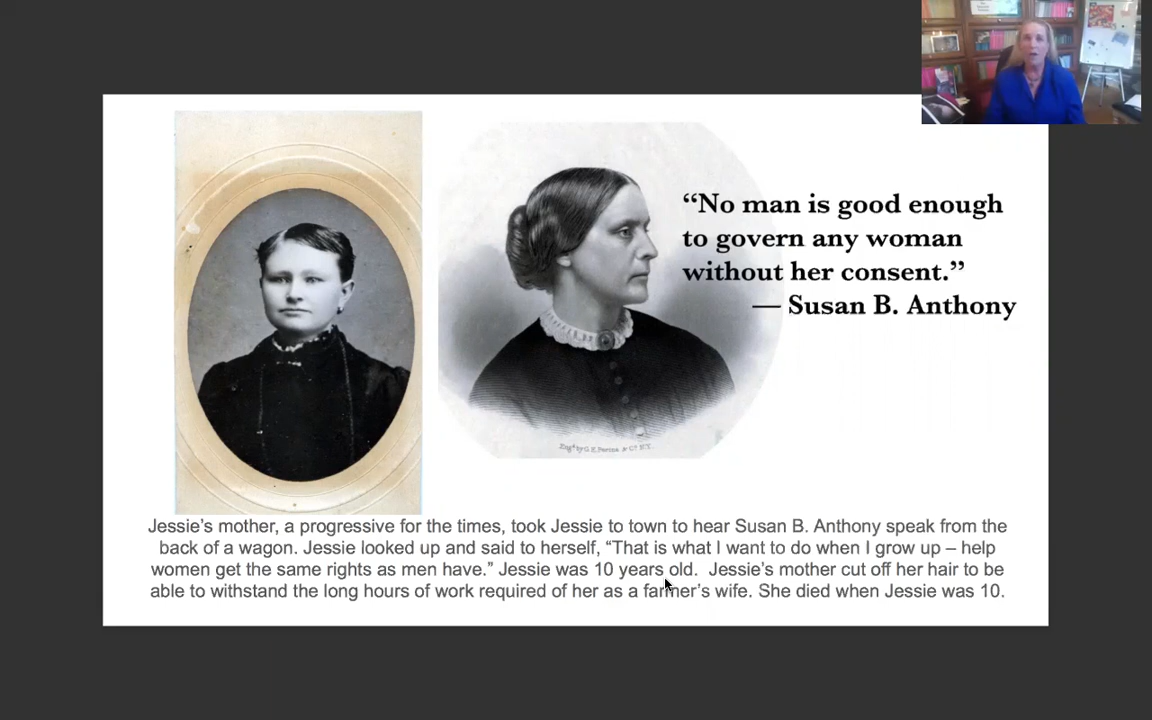 “No man is good enough
to govern any woman
without her consent.”
— Susan B. Anthony
Jessie’s mother, a progressive for the times, took Jessie to town to hear Susan B. Anthony speak from the
back of a wagon. Jessie looked up and said to herself, “That is what I want to do when I grow up – help
women get the same rights as men have.” Jessie was 10 years old.  Jessie’s mother cut off her hair to be
able to withstand the long hours of work required of her as a farmer’s wife. She died when Jessie was 10.